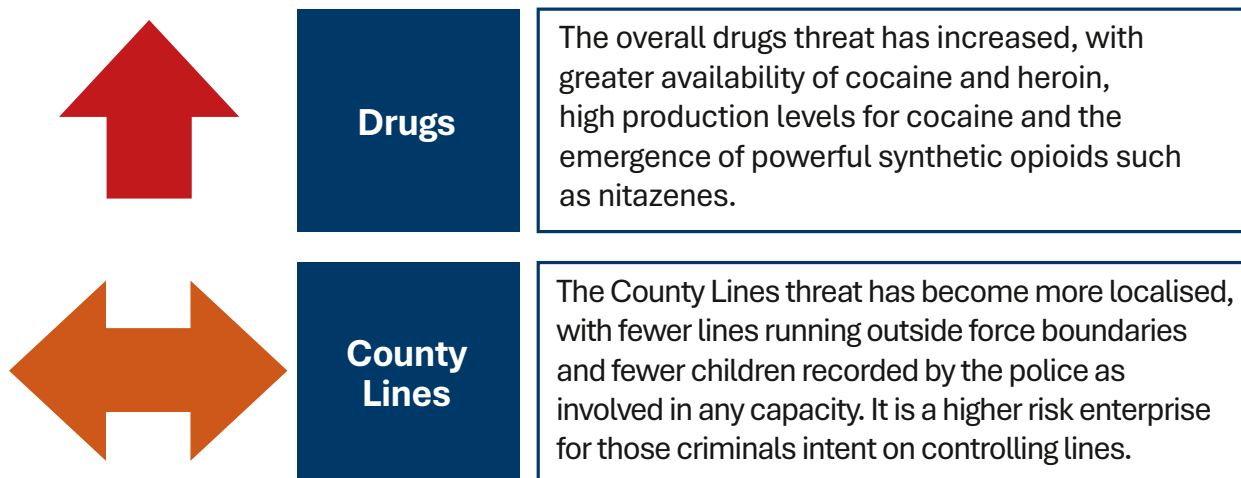 Drugs
The overall drugs threat has increased, with
greater availability of cocaine and heroin,
high production levels for cocaine and the
emergence of powerful synthetic opioids such
as nitazenes.
County
Lines
The County Lines threat has become more localised,
with fewer lines running outside force boundaries
and fewer children recorded by the police as
involved in any capacity. It is a higher risk enterprise
for those criminals intent on controlling lines.